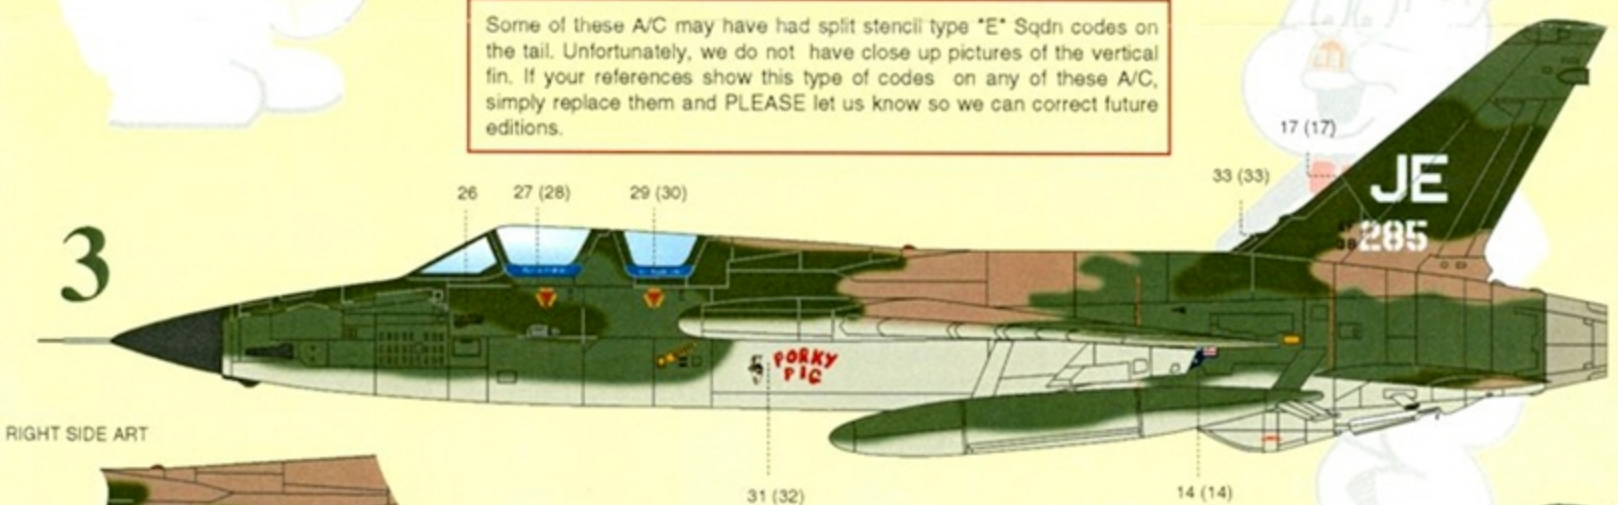 Some of these A/C may have had split stencil type "E" Sqdn codes on
the tail. Unfortunately, we do not have close up pictures of the vertical
fin. If your references show this type of codes on any of these A/C,
simply replace them and PLEASE let us know so we can correct future
editions.
17 (17)
33 (33)
26
27 (28)
29 (30)
JE
285
3
PORKY
PIG
RIGHT SIDE ART
31 (32)
14 (14)